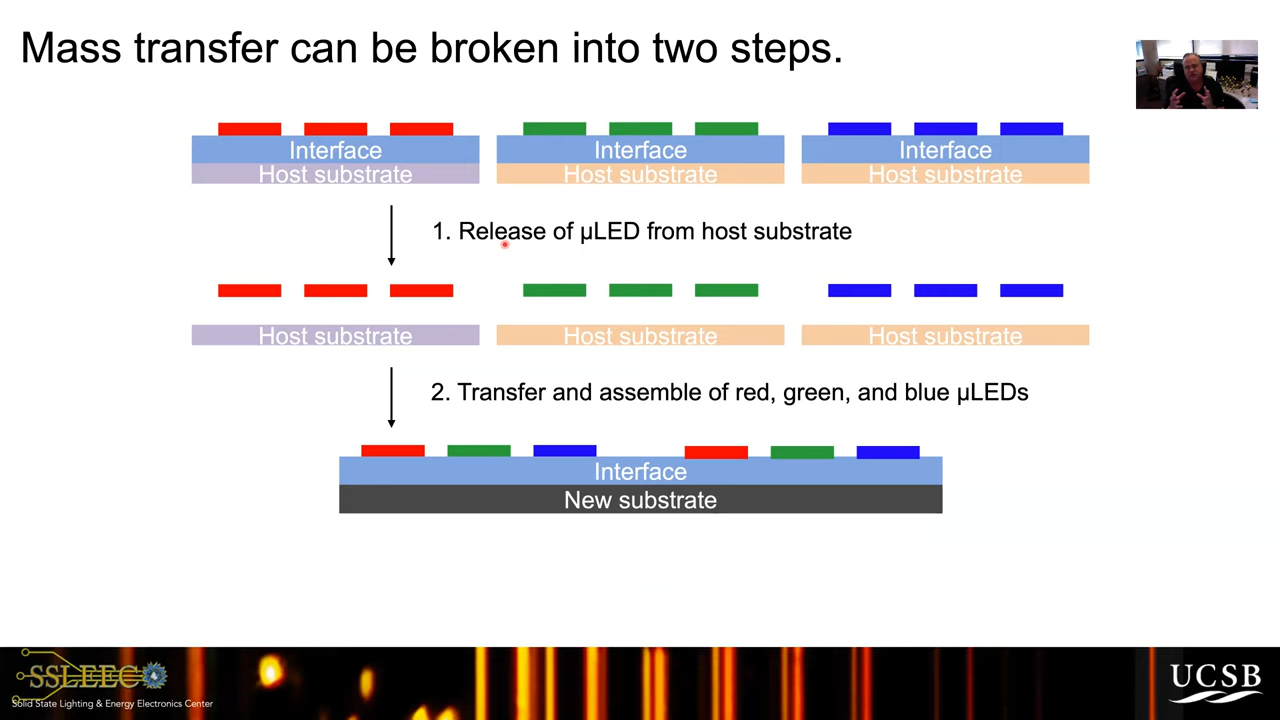 Mass transfer can be broken into two steps.
Interface Interface Interface
Host substrate Host substrate Host substrate
1. Release of µLED from host substrate
Host substrate Host substrate Host substrate
2. Transfer and assemble of red, green, and blue µLEDs
Interface
New substrate
SSLEEC
Solid State Lighting & Energy Electronics Center
UCSB